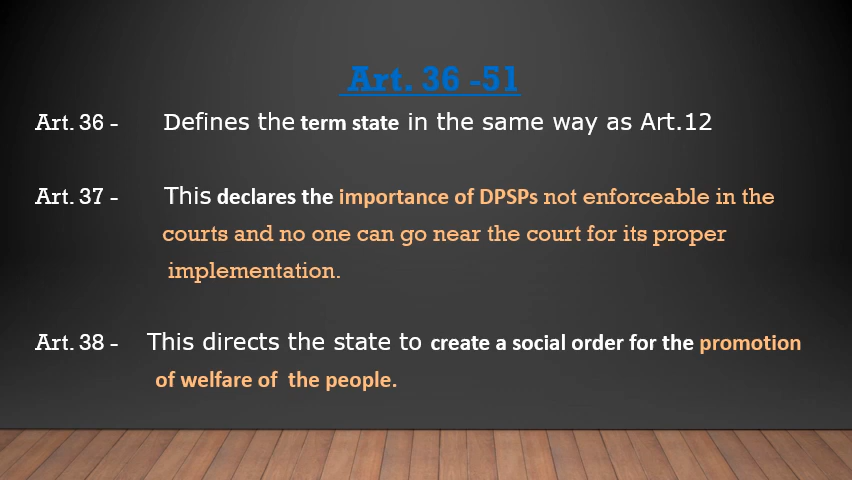 Art. 36 -51
Art. 36 - Defines the term state in the same way as Art.12
Art. 37 - This declares the importance of DPSPs not enforceable in the
courts and no one can go near the court for its proper
implementation.
Art. 38 - This directs the state to create a social order for the promotion
of welfare of the people.